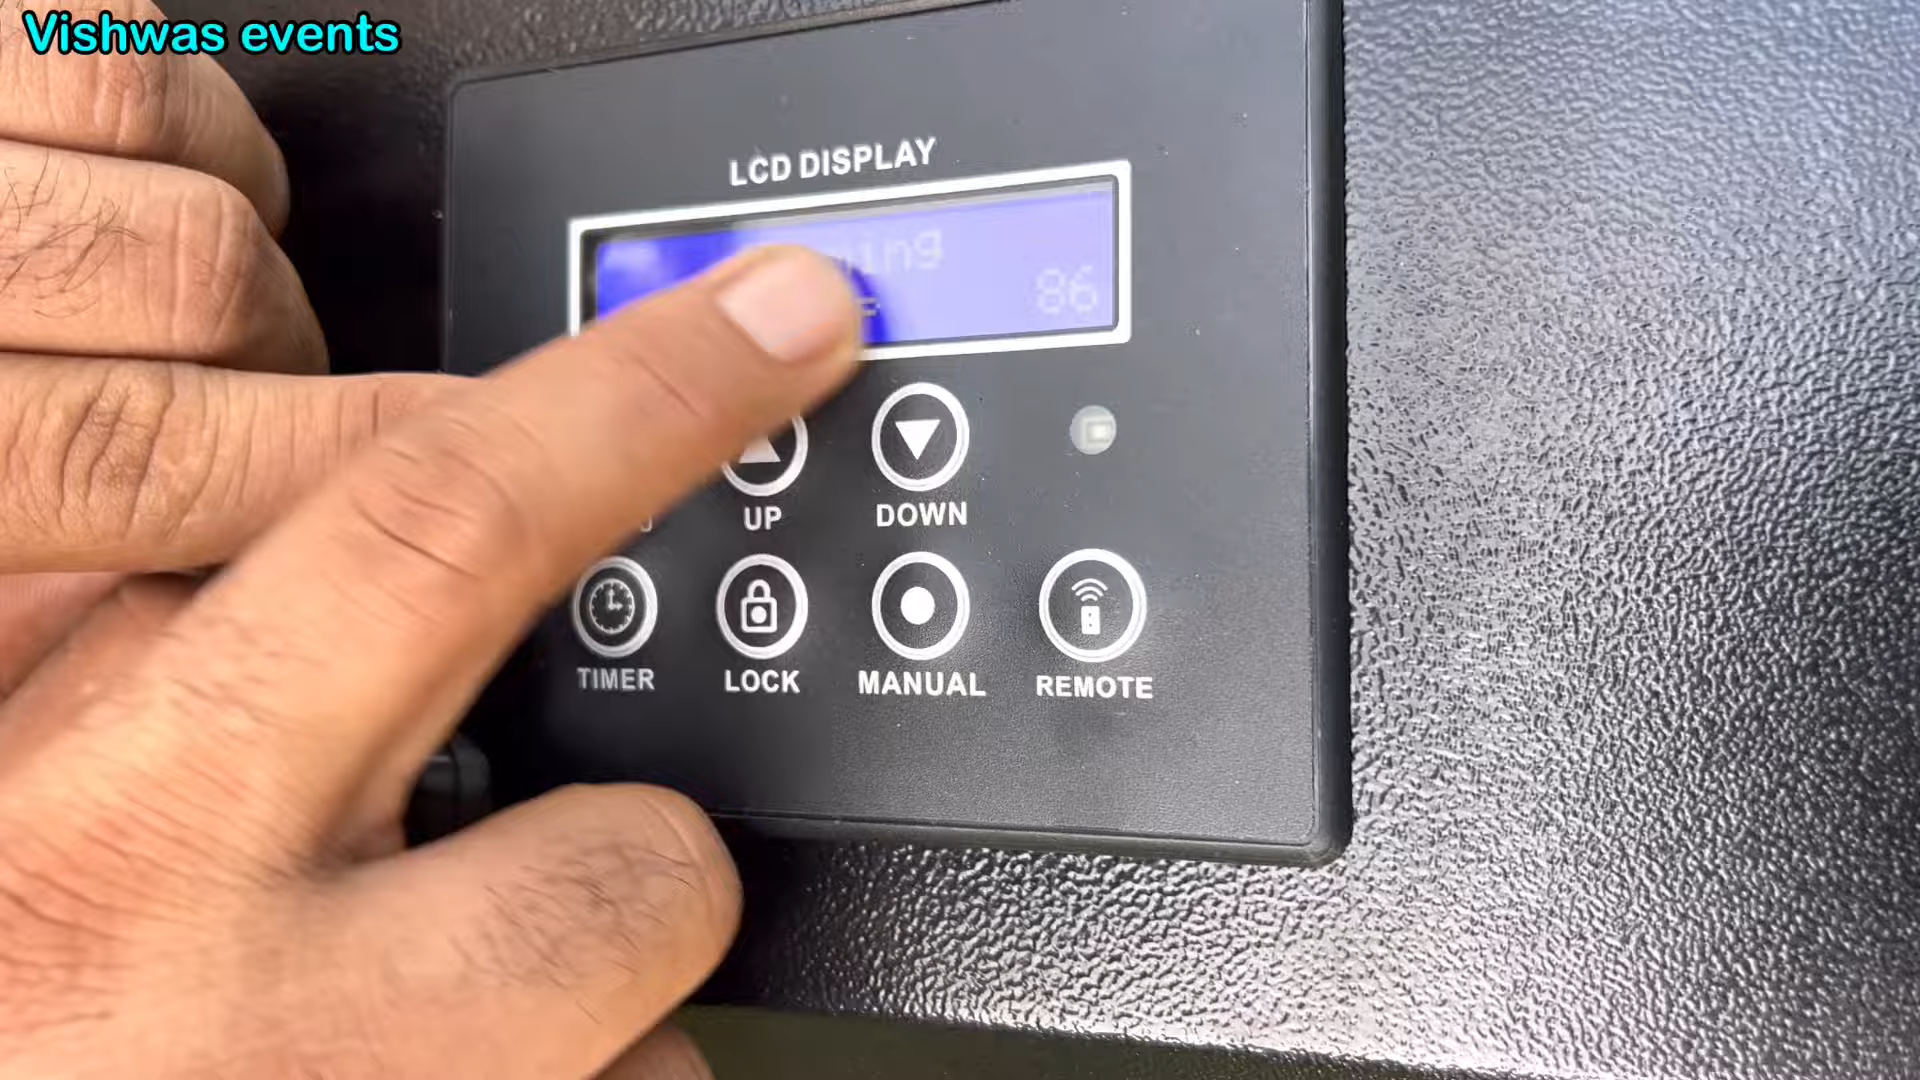 Vishwas events
LCD DISPLAY
86
UP
DOWN
TIMER
LOCK
MANUAL
REMOTE